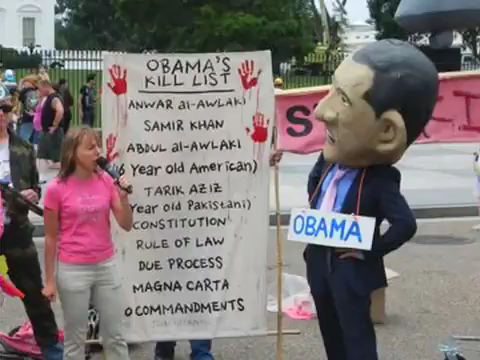 OBAMA'S
KILL LIST
ANWAR al-AWLAKI
SAMIR KHAN
ABDUL al-AWLAKI
YEAR OLD AMERICAN)
TARIK AZIZ
YEAR OLD PAKISTANI)
CONSTITUTION
RULE OF LAW
DUE PROCESS
MAGNA CARTA
COMMANDMENTS
OBAMA